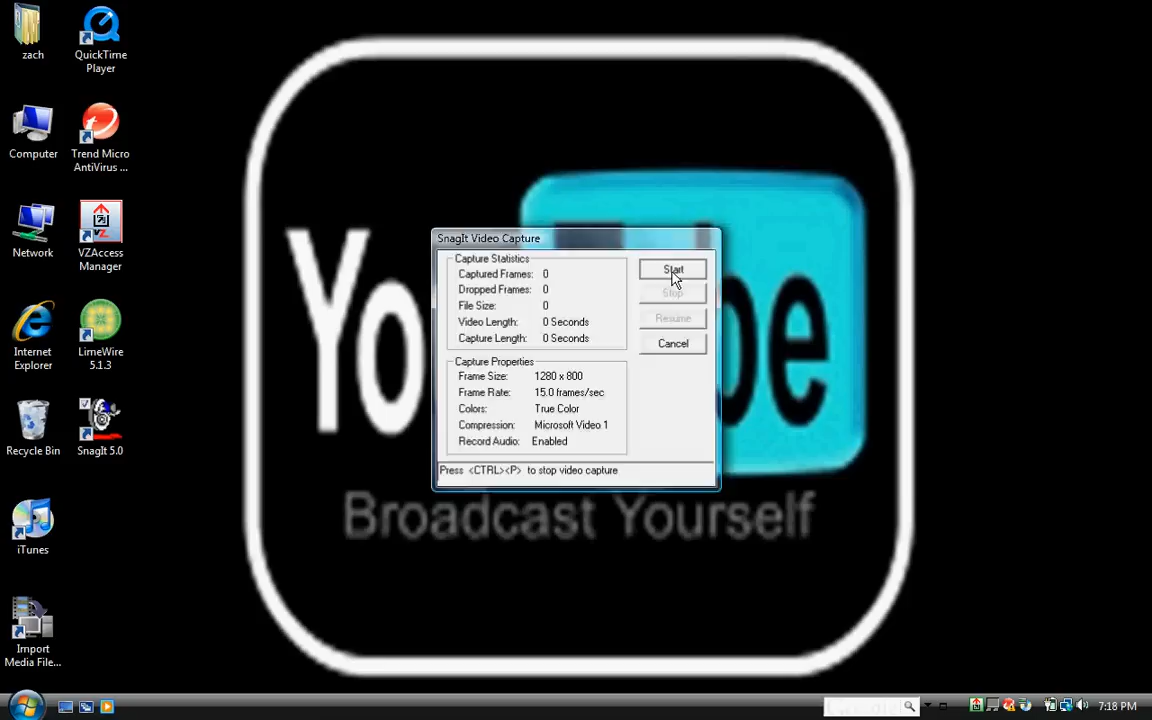 zach
QuickTime
Player
Computer
Trend Micro
AntiVirus ...
Network
VZAccess
Manager
Internet
Explorer
LimeWire
5.1.3
Recycle Bin
SnagIt 5.0
iTunes
Import
Media File...
Yo
be
Broadcast Yourself
SnagIt Video Capture
Capture Statistics
Captured Frames: 0
Dropped Frames: 0
File Size: 0
Video Length: 0 Seconds
Capture Length: 0 Seconds
Start
Stop
Resume
Cancel
Capture Properties
Frame Size: 1280 x 800
Frame Rate: 15.0 frames/sec
Colors: True Color
Compression: Microsoft Video 1
Record Audio: Enabled
Press <CTRL><P> to stop video capture
7:18 PM